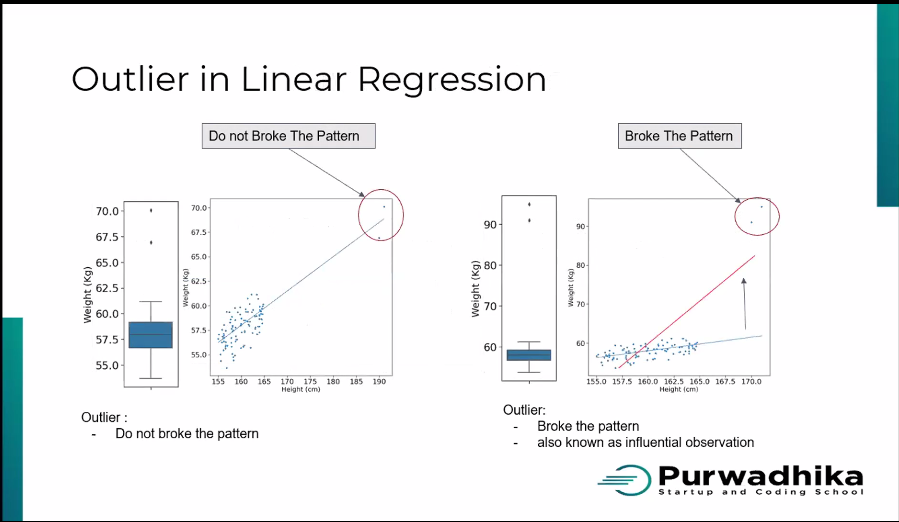 Outlier in Linear Regression
Do not Broke The Pattern
Broke The Pattern
70.0
67.5
65.0
62.5
60.0
57.5
55.0
Weight (Kg)
70.0
67.5
65.0
62.5
60.0
57.5
55.0
Weight (Kg)
155 160 165 170 175 180 185 190
Height (cm)
90
80
70
60
Weight (Kg)
90
80
70
60
Weight (Kg)
155.0 157.5 160.0 162.5 165.0 167.5 170.0
Height (cm)
Outlier :
- Do not broke the pattern
Outlier:
- Broke the pattern
- also known as influential observation
Purwadhika
Startup and Coding School